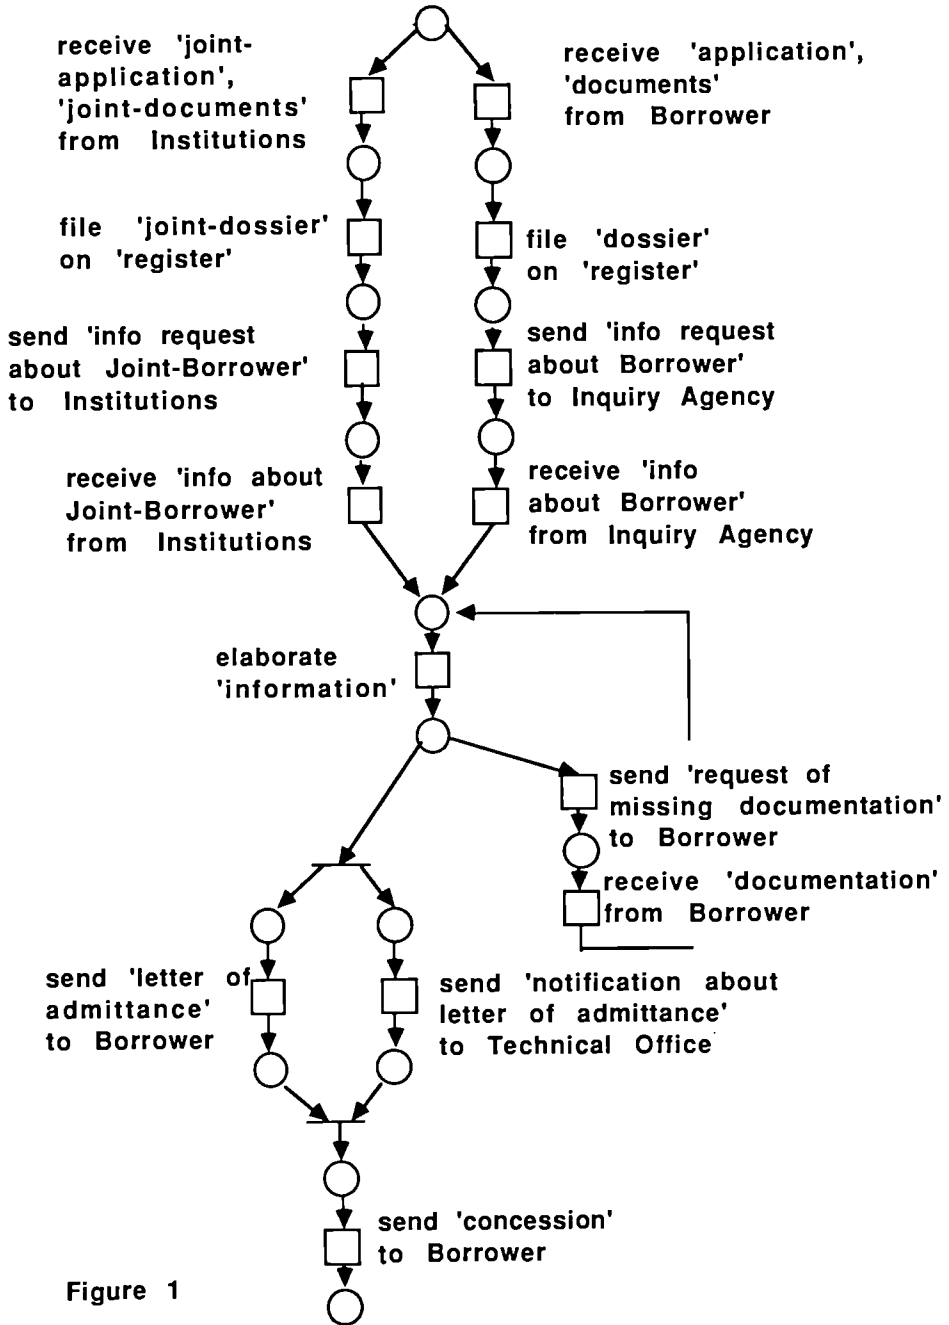 receive 'joint-
application',
'joint-documents'
from Institutions
receive 'application',
'documents'
from Borrower
file 'joint-dossier'
on 'register'
file 'dossier'
on 'register'
send 'info request
about Joint-Borrower'
to Institutions
send 'info request
about Borrower'
to Inquiry Agency
receive 'info about
Joint-Borrower'
from Institutions
receive 'info
about Borrower'
from Inquiry Agency
elaborate
'information'
send 'request of
missing documentation'
to Borrower
receive 'documentation'
from Borrower
send 'letter of
admittance'
to Borrower
send 'notification about
letter of admittance'
to Technical Office
send 'concession'
to Borrower
Figure 1